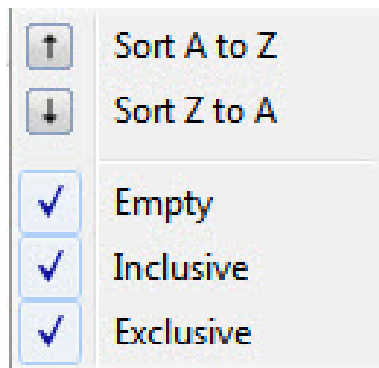 Sort A to Z
Sort Z to A
Empty
Inclusive
Exclusive